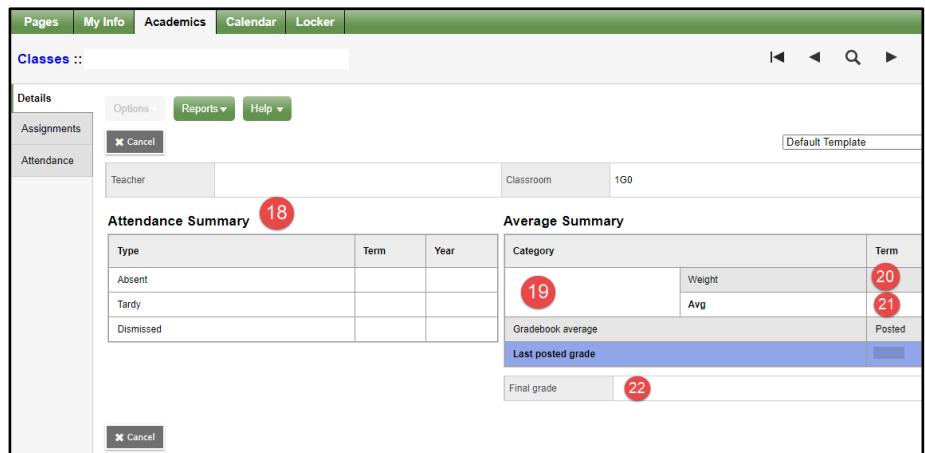 Pages My Info Academics Calendar Locker
Classes ::
Details
Assignments
Attendance
Options Reports Help
Cancel
Default Template
Teacher Classroom 1G0
Attendance Summary 18 Average Summary
Type Term Year Category Term
Absent Weight 20
19
Tardy Avg 21
Dismissed Gradebook average Posted
Last posted grade
Final grade 22
Cancel